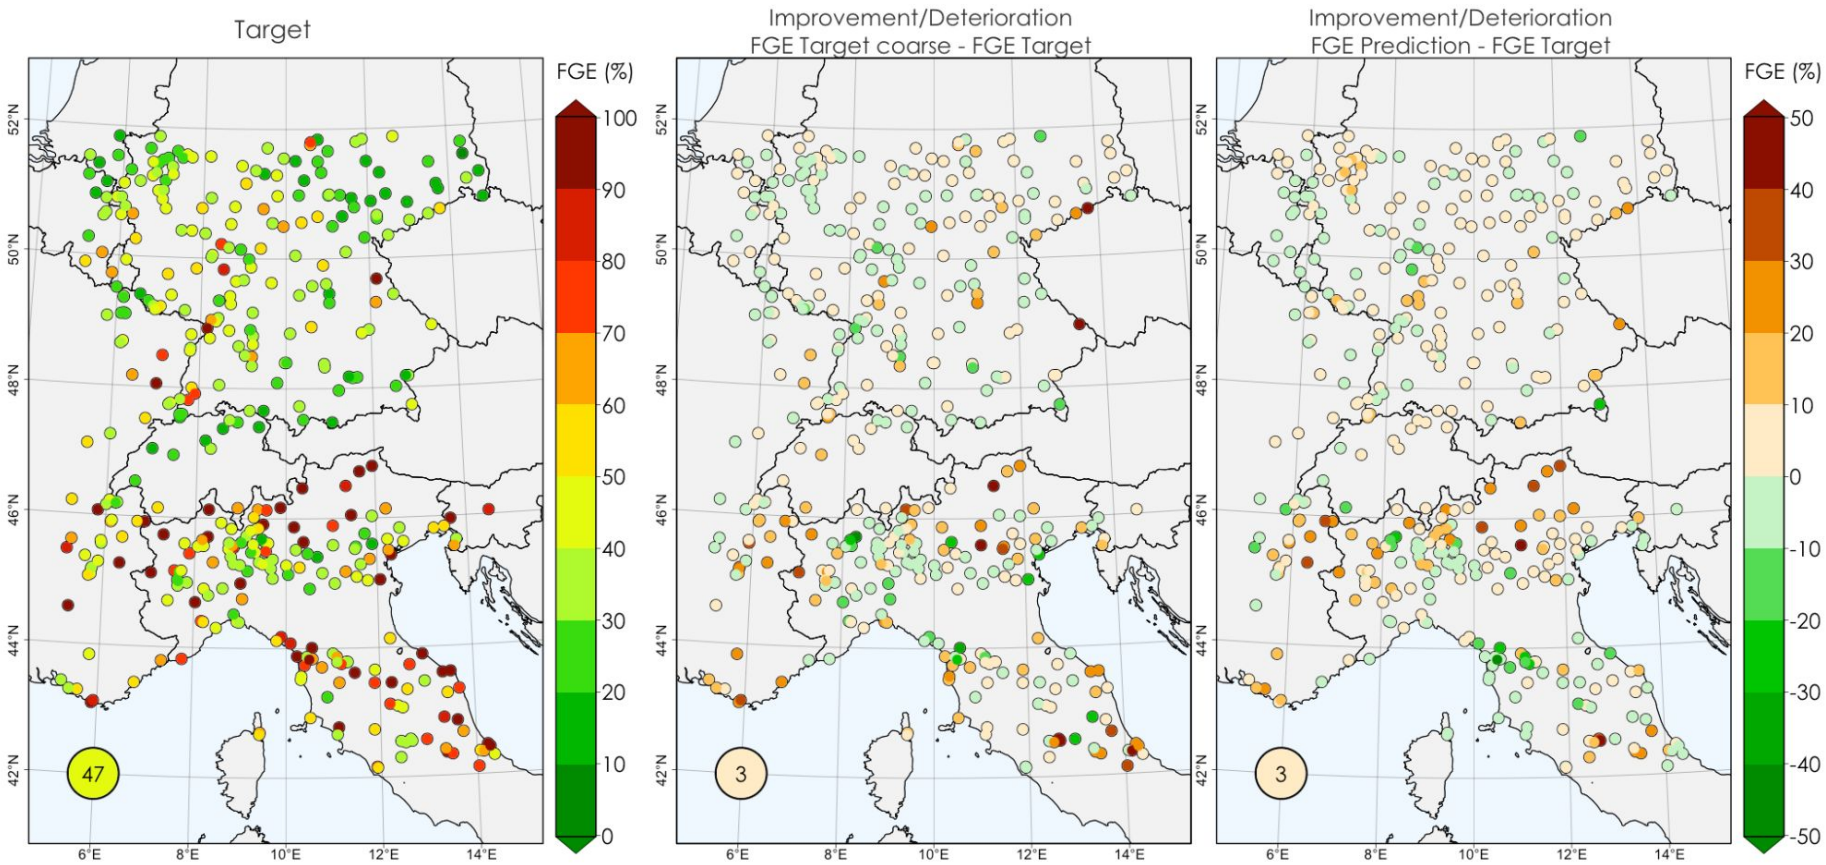 Target
FGE (%)
100
90
80
70
60
50
40
30
20
10
0
52°N
50°N
48°N
46°N
44°N
42°N
6°E
8°E
10°E
12°E
14°E
47
Improvement/Deterioration
FGE Target coarse - FGE Target
52°N
50°N
48°N
46°N
44°N
42°N
6°E
8°E
10°E
12°E
14°E
3
Improvement/Deterioration
FGE Prediction - FGE Target
52°N
50°N
48°N
46°N
44°N
42°N
6°E
8°E
10°E
12°E
14°E
3
FGE (%)
50
40
30
20
10
0
-10
-20
-30
-40
-50